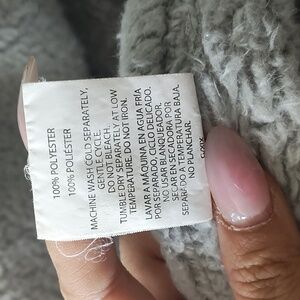 100% POLYESTER
100% POLIESTER
MACHINE WASH COLD SEPARATELY,
GENTLE CYCLE.
DO NOT BLEACH.
TUMBLE DRY SEPARATELY AT LOW
TEMPERATURE. DO NOT IRON.
LAVAR A MÁQUINA EN AGUA FRÍA
POR SEPARADO. CICLO DELICADO.
NO USAR BLANQUEADOR.
SECAR EN SECADORA POR
SEPARADO A TEMPERATURA BAJA.
NO PLANCHAR.